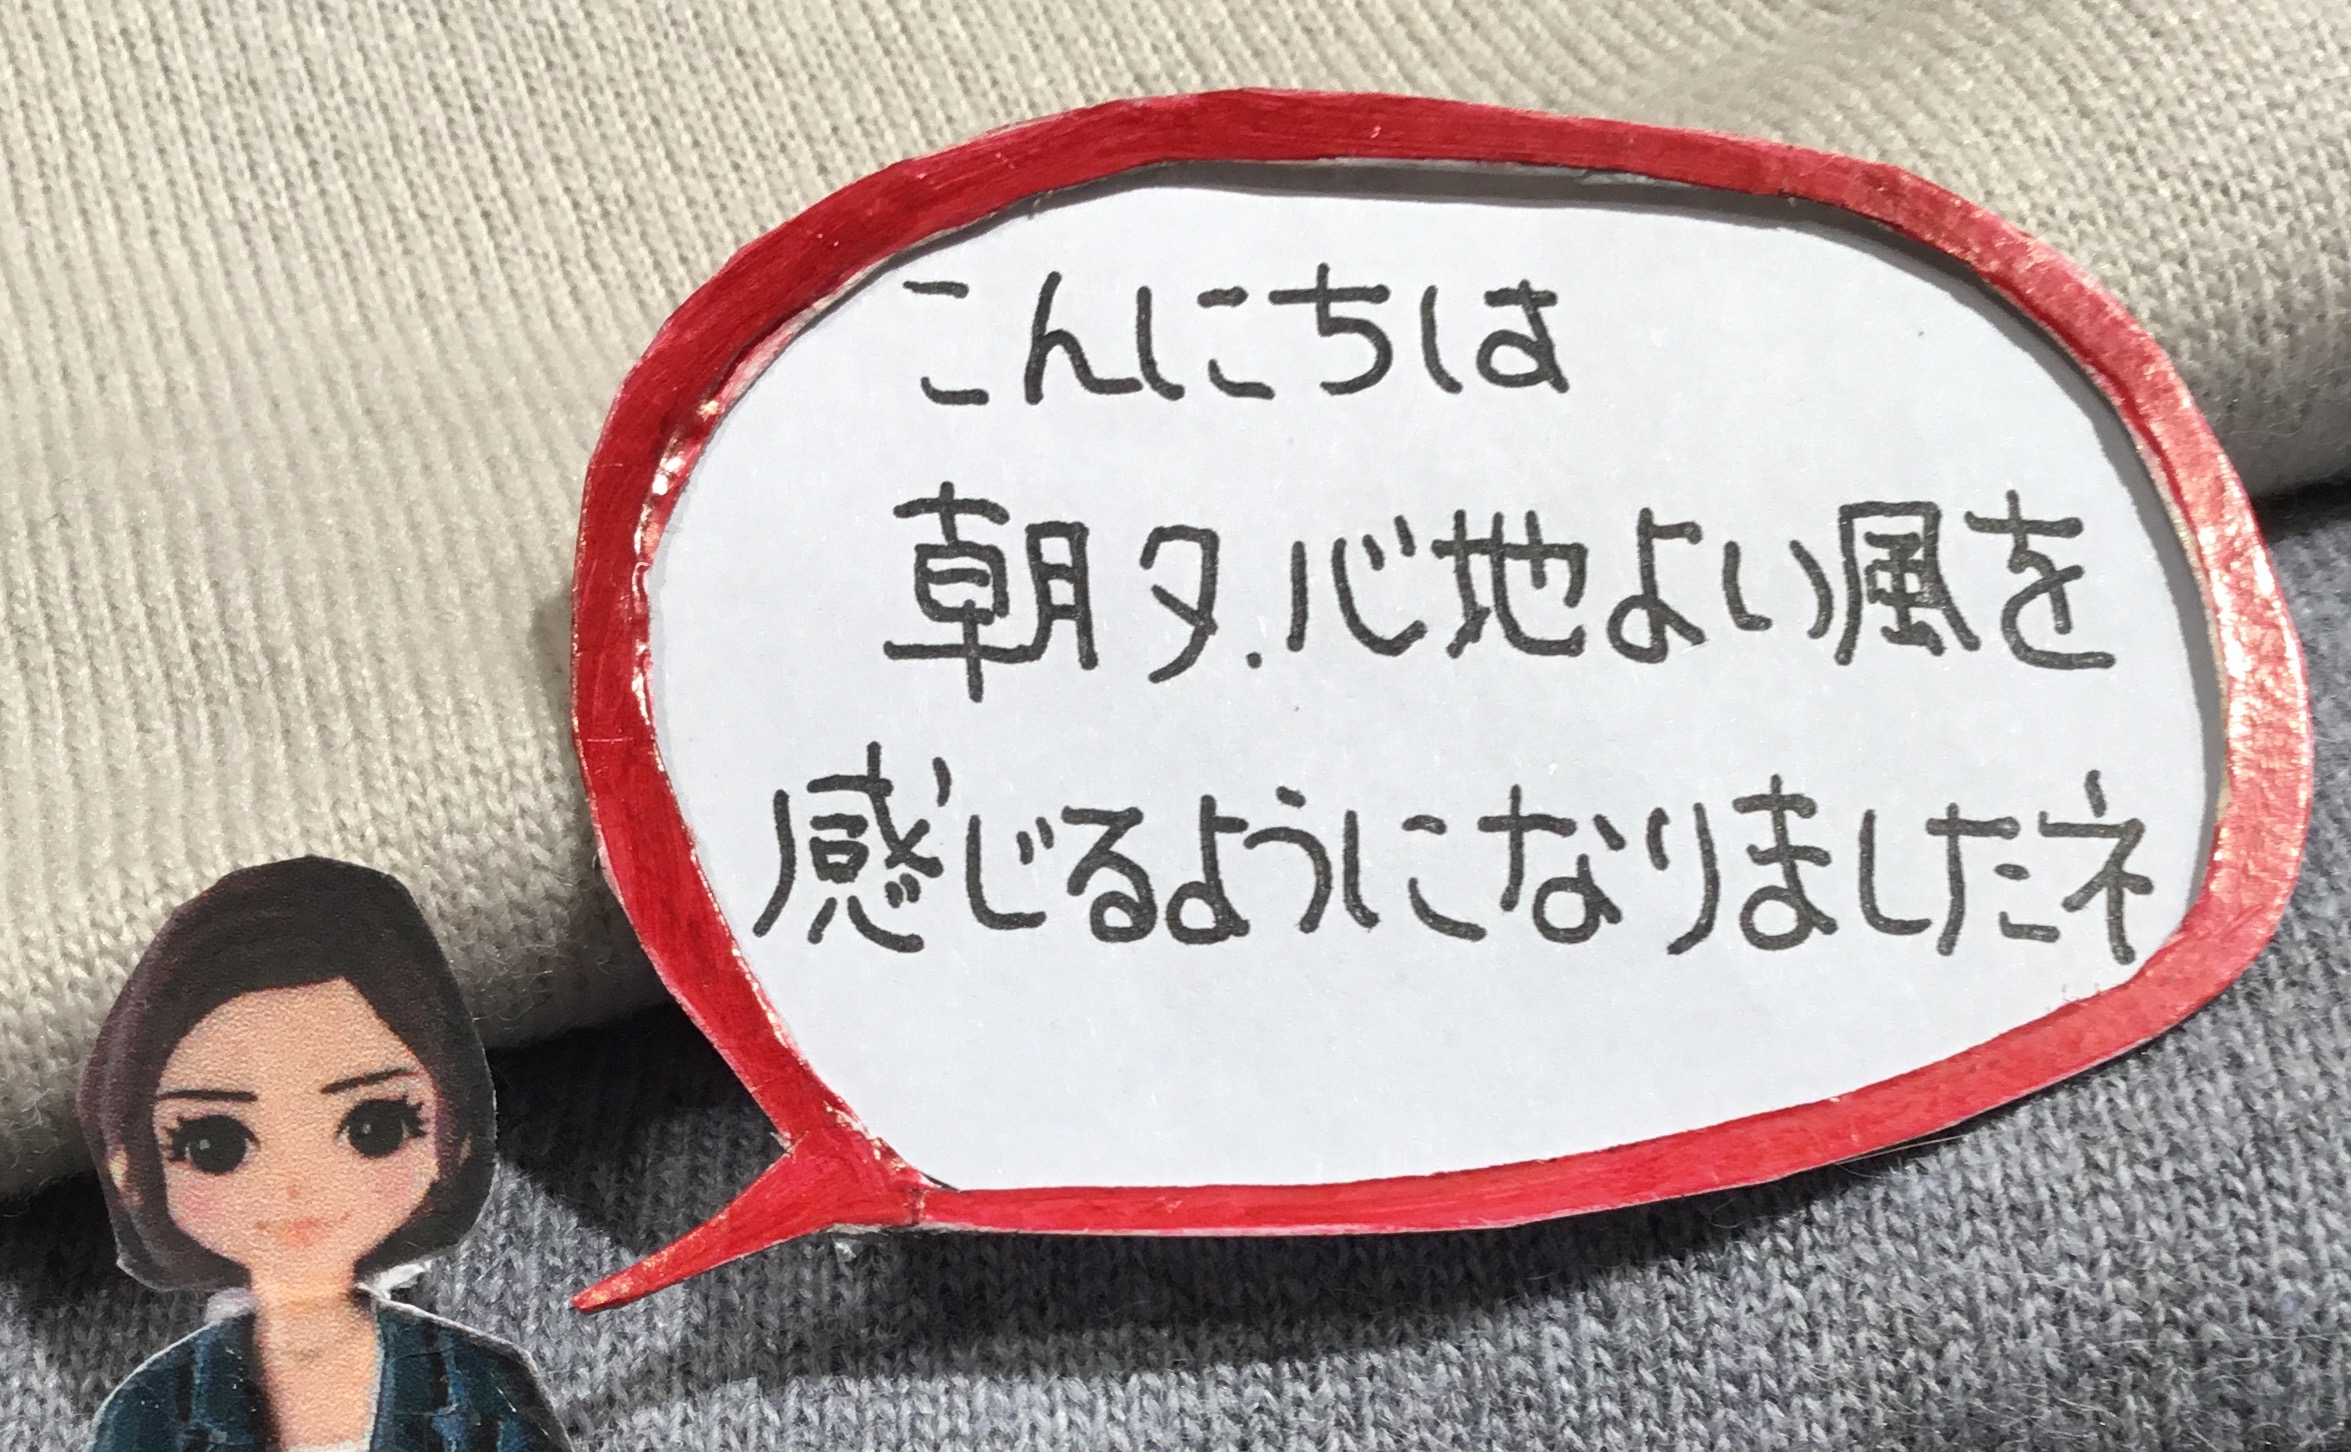 こんにちは
朝夕.心地よい風を
感じるようになりましたネ